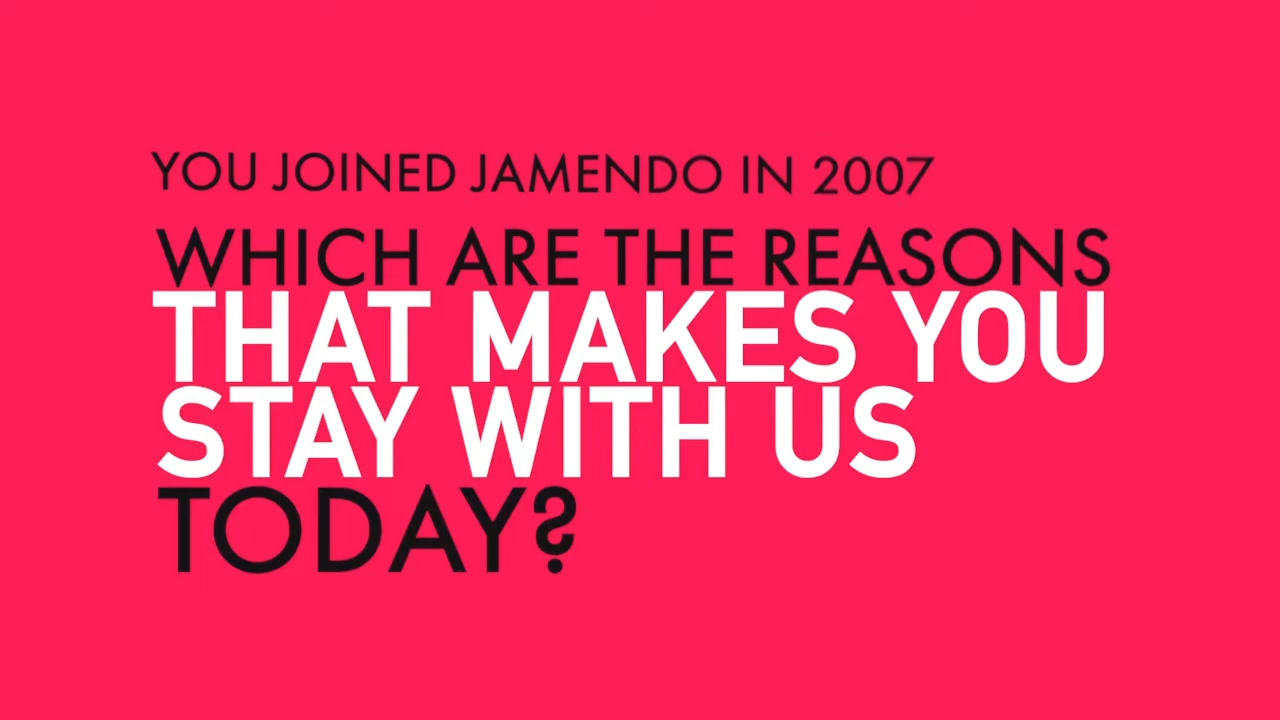 YOU JOINED JAMENDO IN 2007
WHICH ARE THE REASONS
THAT MAKES YOU
STAY WITH US
TODAY?